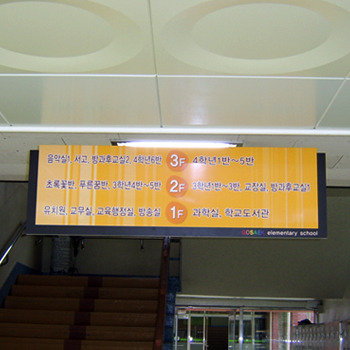 음악실1, 서고, 방과후교실2, 4학년6반 3F 4학년1반~5반
초록꽃반, 푸른꿈반, 3학년4반~5반 2F 3학년1반~3반, 교장실, 방과후교실1
유치원, 교무실, 교육행정실, 방송실 1F 과학실, 학교도서관
elementary school